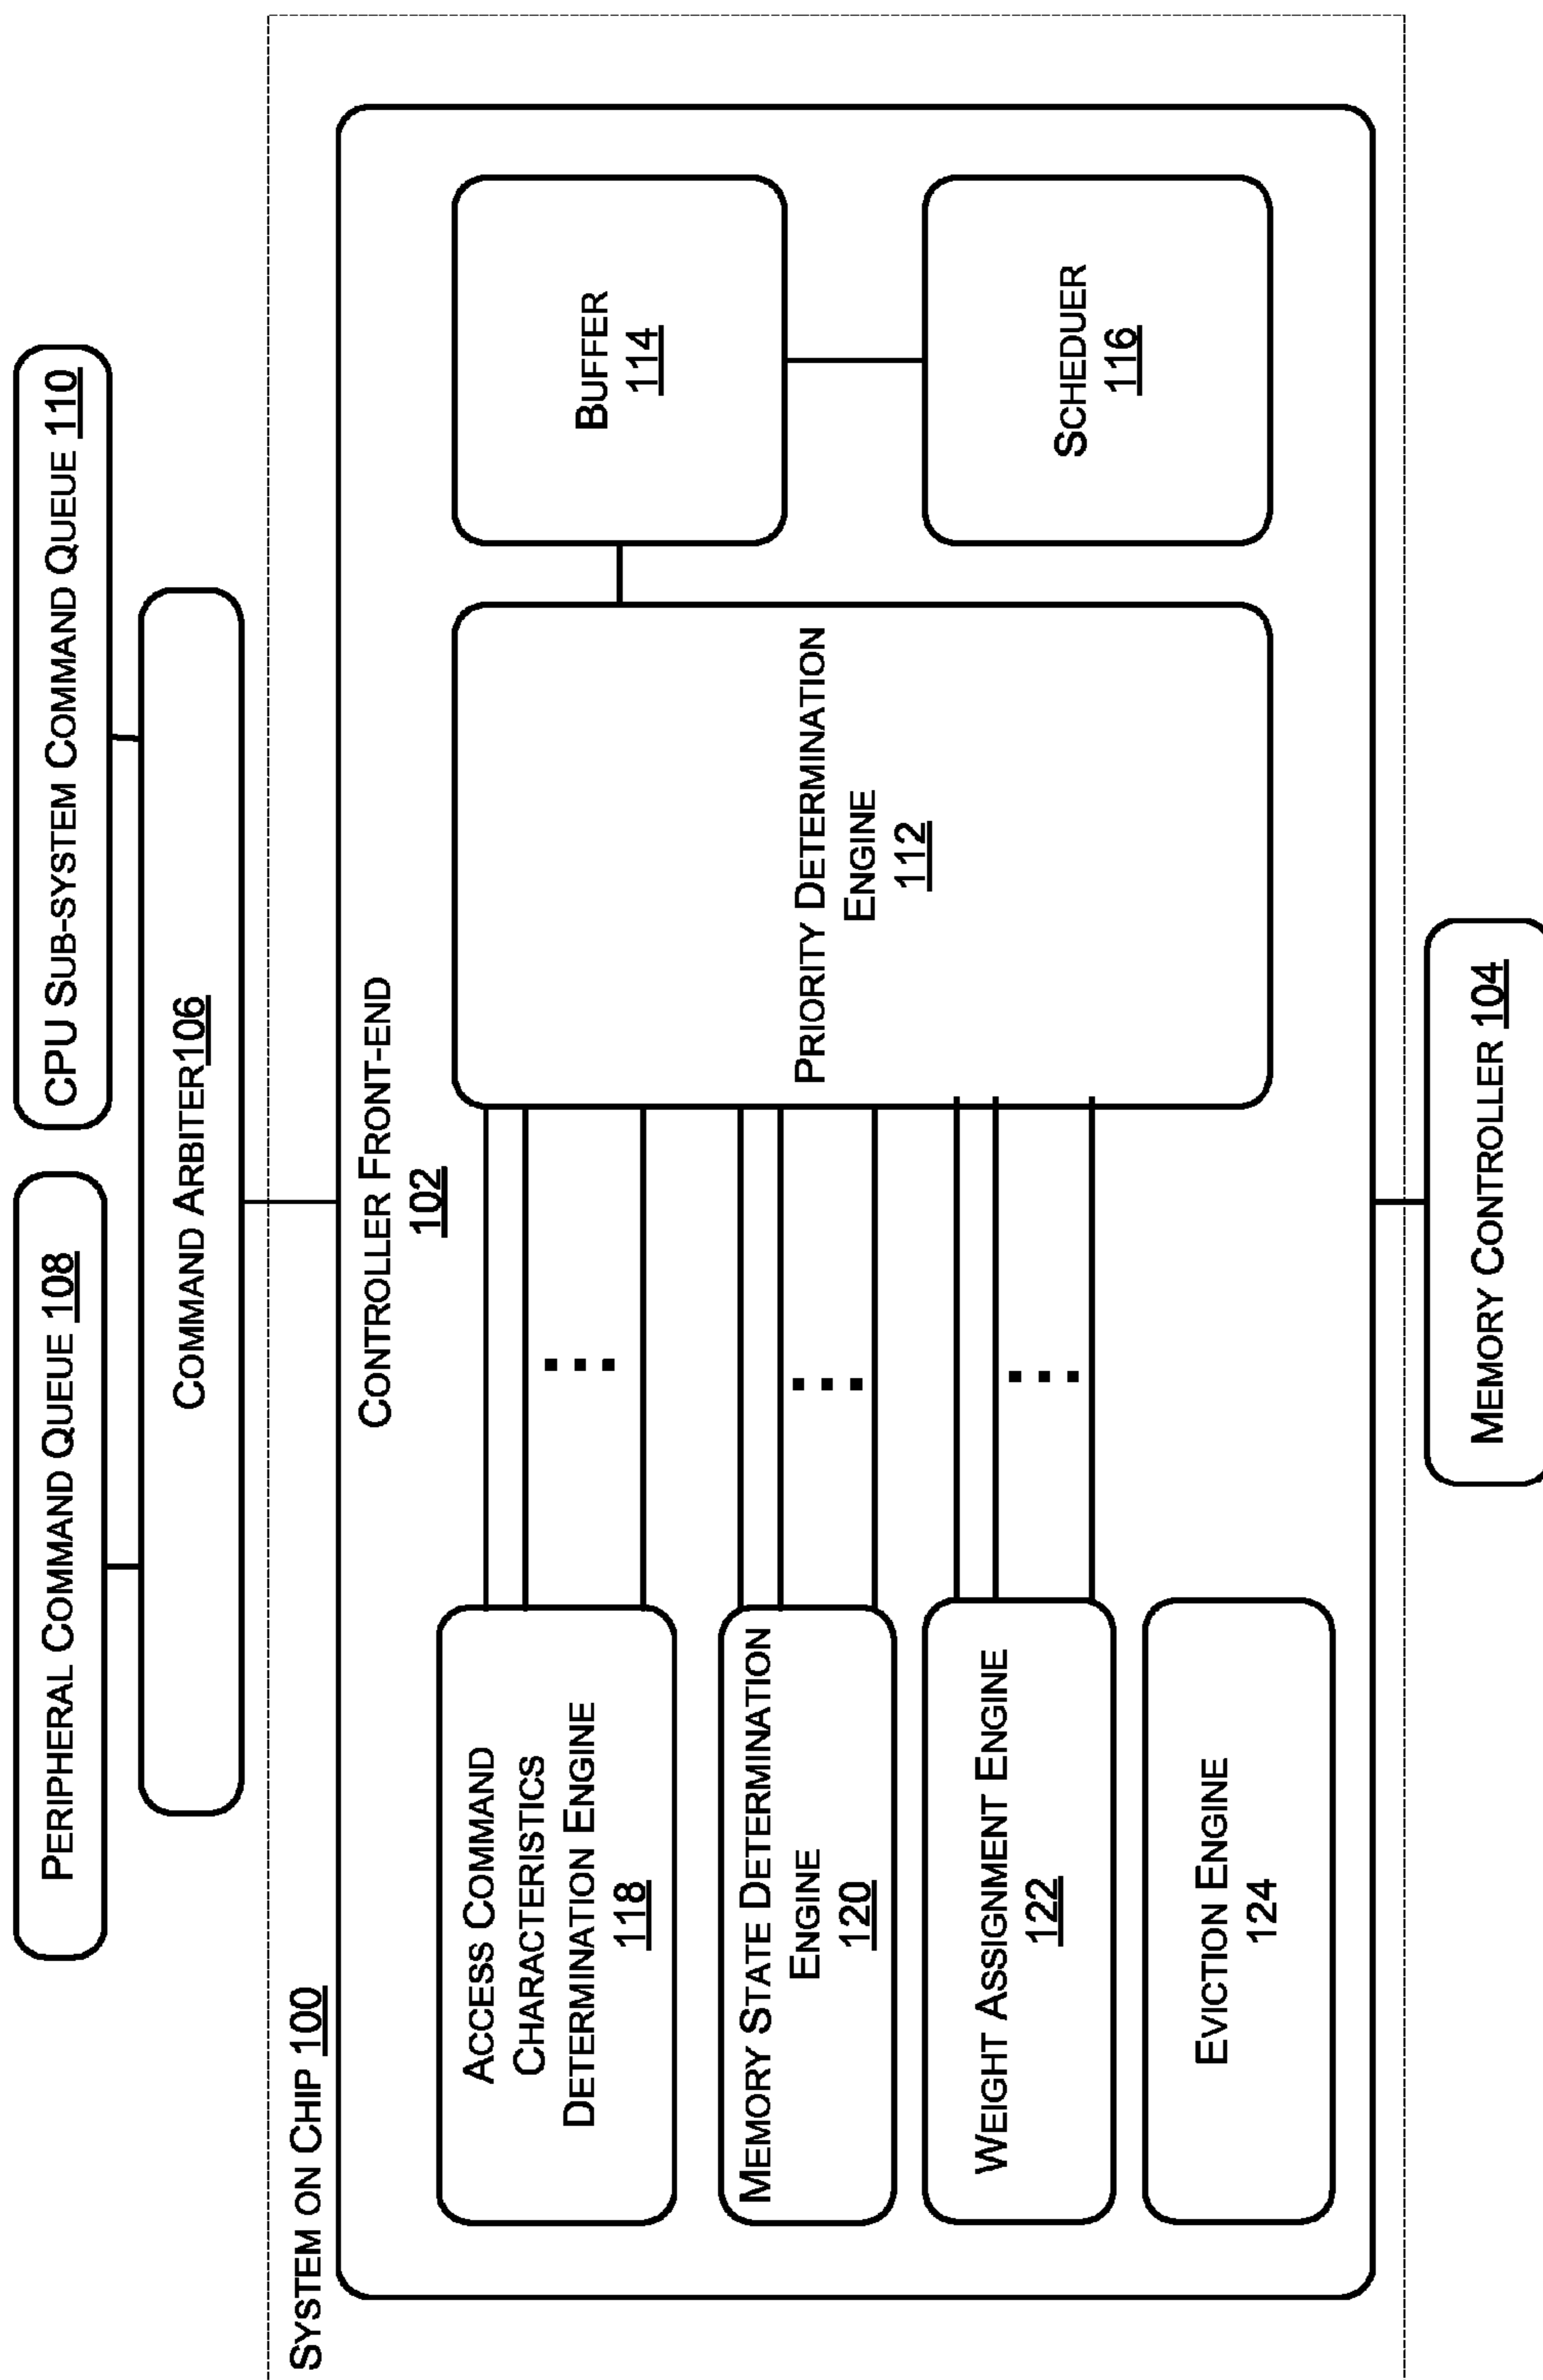 PERIPHERAL COMMAND QUEUE 108
CPU SUB-SYSTEM COMMAND QUEUE 110
COMMAND ARBITER106
SYSTEM ON CHIP 100
CONTROLLER FRONT-END
102
ACCESS COMMAND
CHARACTERISTICS
DETERMINATION ENGINE
118
MEMORY STATE DETERMINATION
ENGINE
120
WEIGHT ASSIGNMENT ENGINE
122
EVICTION ENGINE
124
PRIORITY DETERMINATION
ENGINE
112
BUFFER
114
SCHEDUER
116
MEMORY CONTROLLER 104